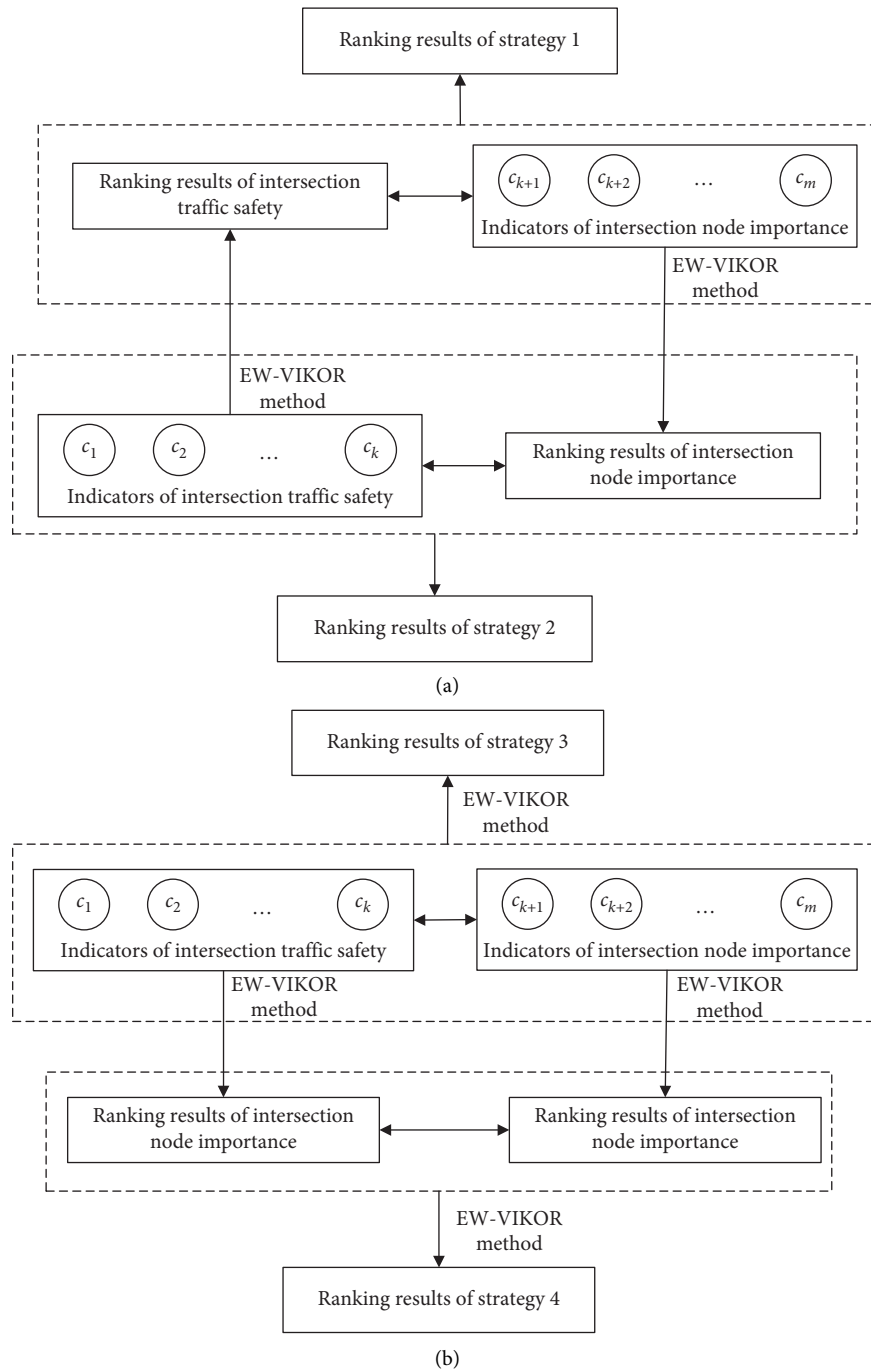 Ranking results of strategy 1
Ranking results of intersection
traffic safety
c_{k+1} c_{k+2} … c_m
Indicators of intersection node importance
EW-VIKOR
method
EW-VIKOR
method
c_1 c_2 … c_k
Indicators of intersection traffic safety
Ranking results of intersection
node importance
Ranking results of strategy 2
(a)
Ranking results of strategy 3
EW-VIKOR
method
c_1 c_2 … c_k
Indicators of intersection traffic safety
c_{k+1} c_{k+2} … c_m
Indicators of intersection node importance
EW-VIKOR
method
EW-VIKOR
method
Ranking results of intersection
node importance
Ranking results of intersection
node importance
EW-VIKOR
method
Ranking results of strategy 4
(b)